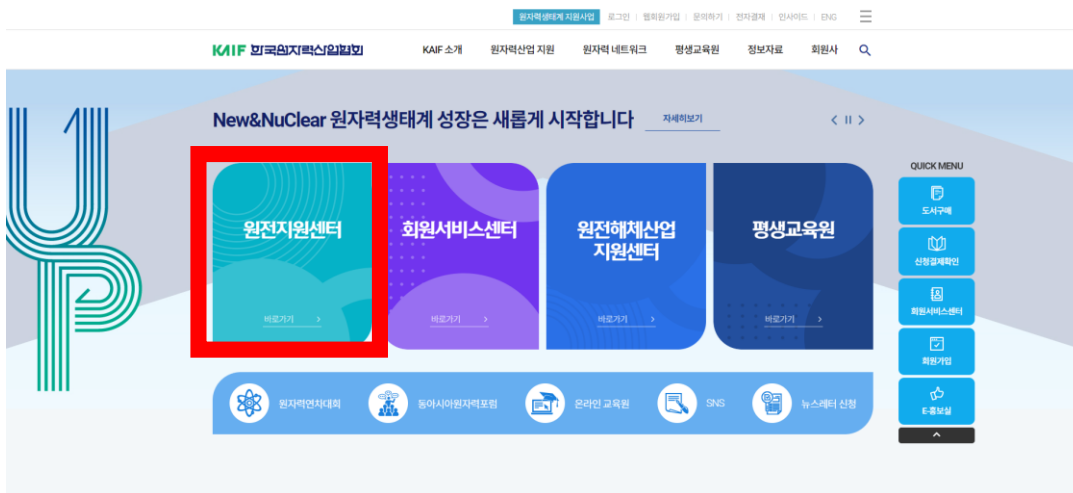 원자력생태계 지원사업 로그인 웹회원가입 문의하기 전자결재 인사이드 ENG
KAIF 한국원자력산업협회 KAIF 소개 원자력산업 지원 원자력 네트워크 평생교육원 정보자료 회원사
New&NuClear 원자력생태계 성장은 새롭게 시작합니다 자세히보기
UP
원전지원센터
바로가기
회원서비스센터
바로가기
원전해체산업
지원센터
바로가기
평생교육원
바로가기
원자력연차대회 동아시아원자력포럼 온라인 교육원 SNS 뉴스레터 신청
QUICK MENU
도서구매
신청결제확인
회원서비스센터
회원가입
E-홍보실